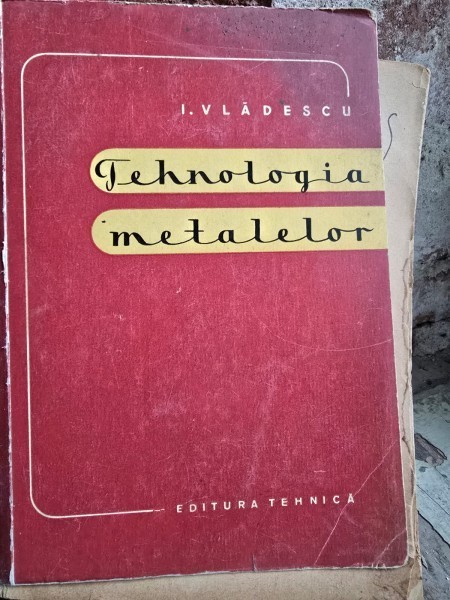 I. VLĂDESCU
Tehnologia
metalelor
EDITURA TEHNICĂ